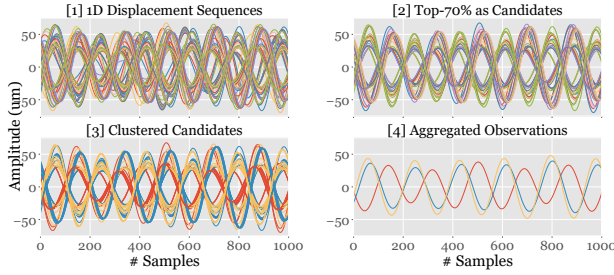 [1] 1D Displacement Sequences
[2] Top-70% as Candidates
50
0
−50
50
0
−50
[3] Clustered Candidates
[4] Aggregated Observations
50
0
−50
50
0
−50
0 200 400 600 800 1000
0 200 400 600 800 1000
# Samples
# Samples
Amplitude (um)